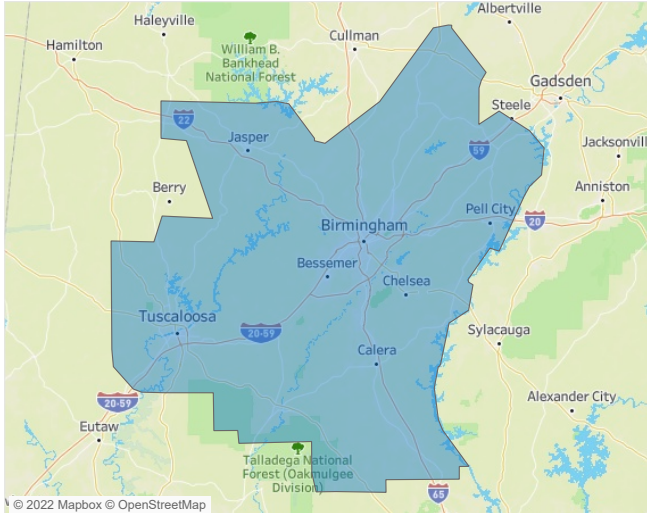 Haleyville
Albertville
Hamilton
Cullman
William B.
Bankhead
National Forest
Gadsden
Steele
22
Jasper
59
Jacksonville
Berry
Anniston
Pell City
20
Birmingham
Bessemer
Chelsea
Tuscaloosa
20-59
Sylacauga
Calera
20-59
Alexander City
Eutaw
Talladega National
Forest (Oakmulgee
Division)
65
© 2022 Mapbox © OpenStreetMap